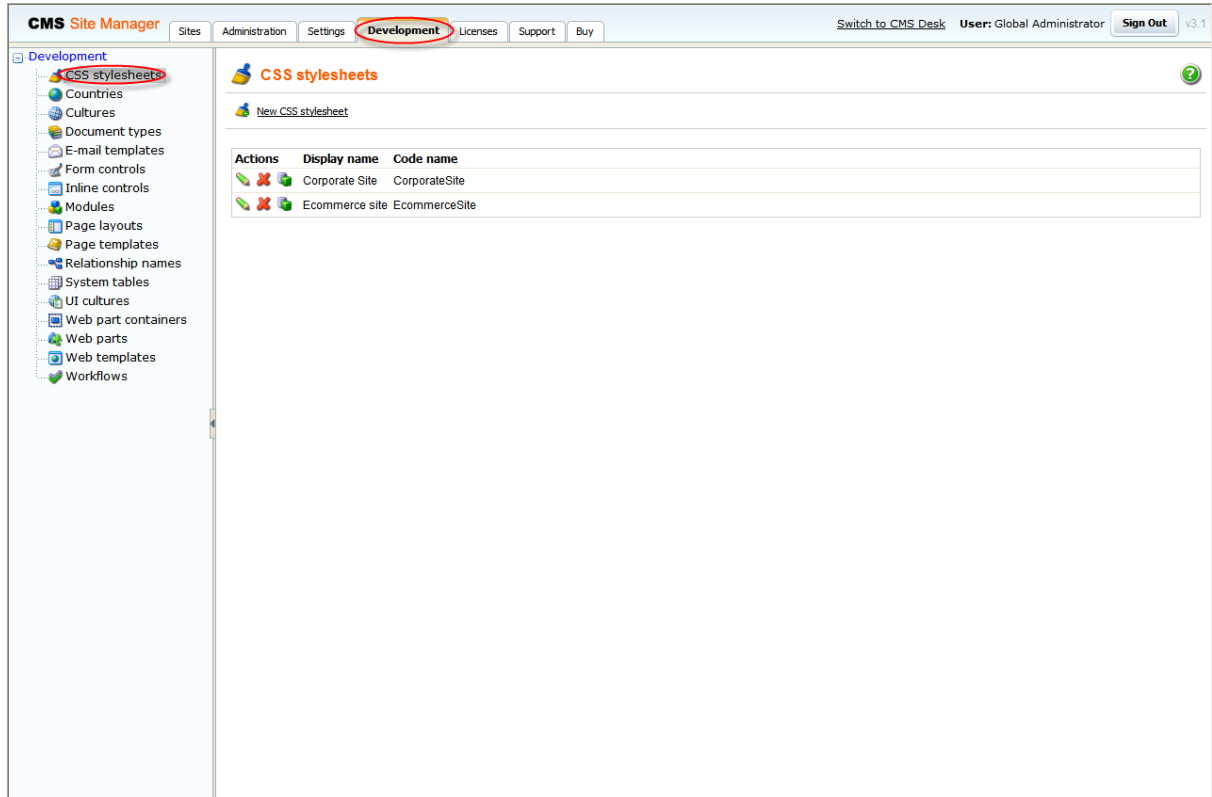 CMS Site Manager Sites Administration Settings Development Licenses Support Buy Switch to CMS Desk User: Global Administrator Sign Out v3.1
Development
CSS stylesheets
Countries
Cultures
Document types
E-mail templates
Form controls
Inline controls
Modules
Page layouts
Page templates
Relationship names
System tables
UI cultures
Web part containers
Web parts
Web templates
Workflows
CSS stylesheets
New CSS stylesheet
Actions Display name Code name
Corporate Site CorporateSite
Ecommerce site EcommerceSite